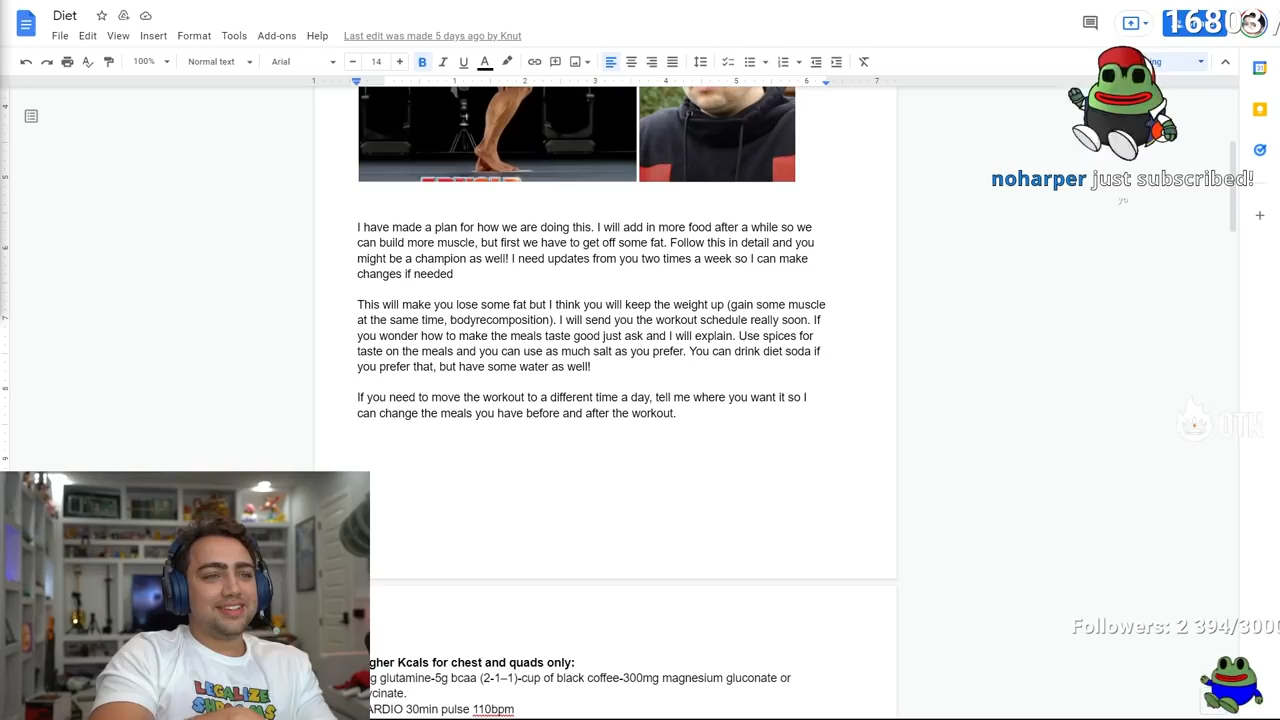 Diet
16803 /
File Edit View Insert Format Tools Add-ons Help Last edit was made 5 days ago by Knut
100% Normal text Arial 14
noharper just subscribed!
yo
I have made a plan for how we are doing this. I will add in more food after a while so we
can build more muscle, but first we have to get off some fat. Follow this in detail and you
might be a champion as well! I need updates from you two times a week so I can make
changes if needed
This will make you lose some fat but I think you will keep the weight up (gain some muscle
at the same time, bodyrecomposition). I will send you the workout schedule really soon. If
you wonder how to make the meals taste good just ask and I will explain. Use spices for
taste on the meals and you can use as much salt as you prefer. You can drink diet soda if
you prefer that, but have some water as well!
If you need to move the workout to a different time a day, tell me where you want it so I
can change the meals you have before and after the workout.
OTK
Followers: 2 394/3000
gher Kcals for chest and quads only:
g glutamine-5g bcaa (2-1–1)-cup of black coffee-300mg magnesium gluconate or
ycinate.
ARDIO 30min pulse 110bpm
LEGALIZE
SHROOMS